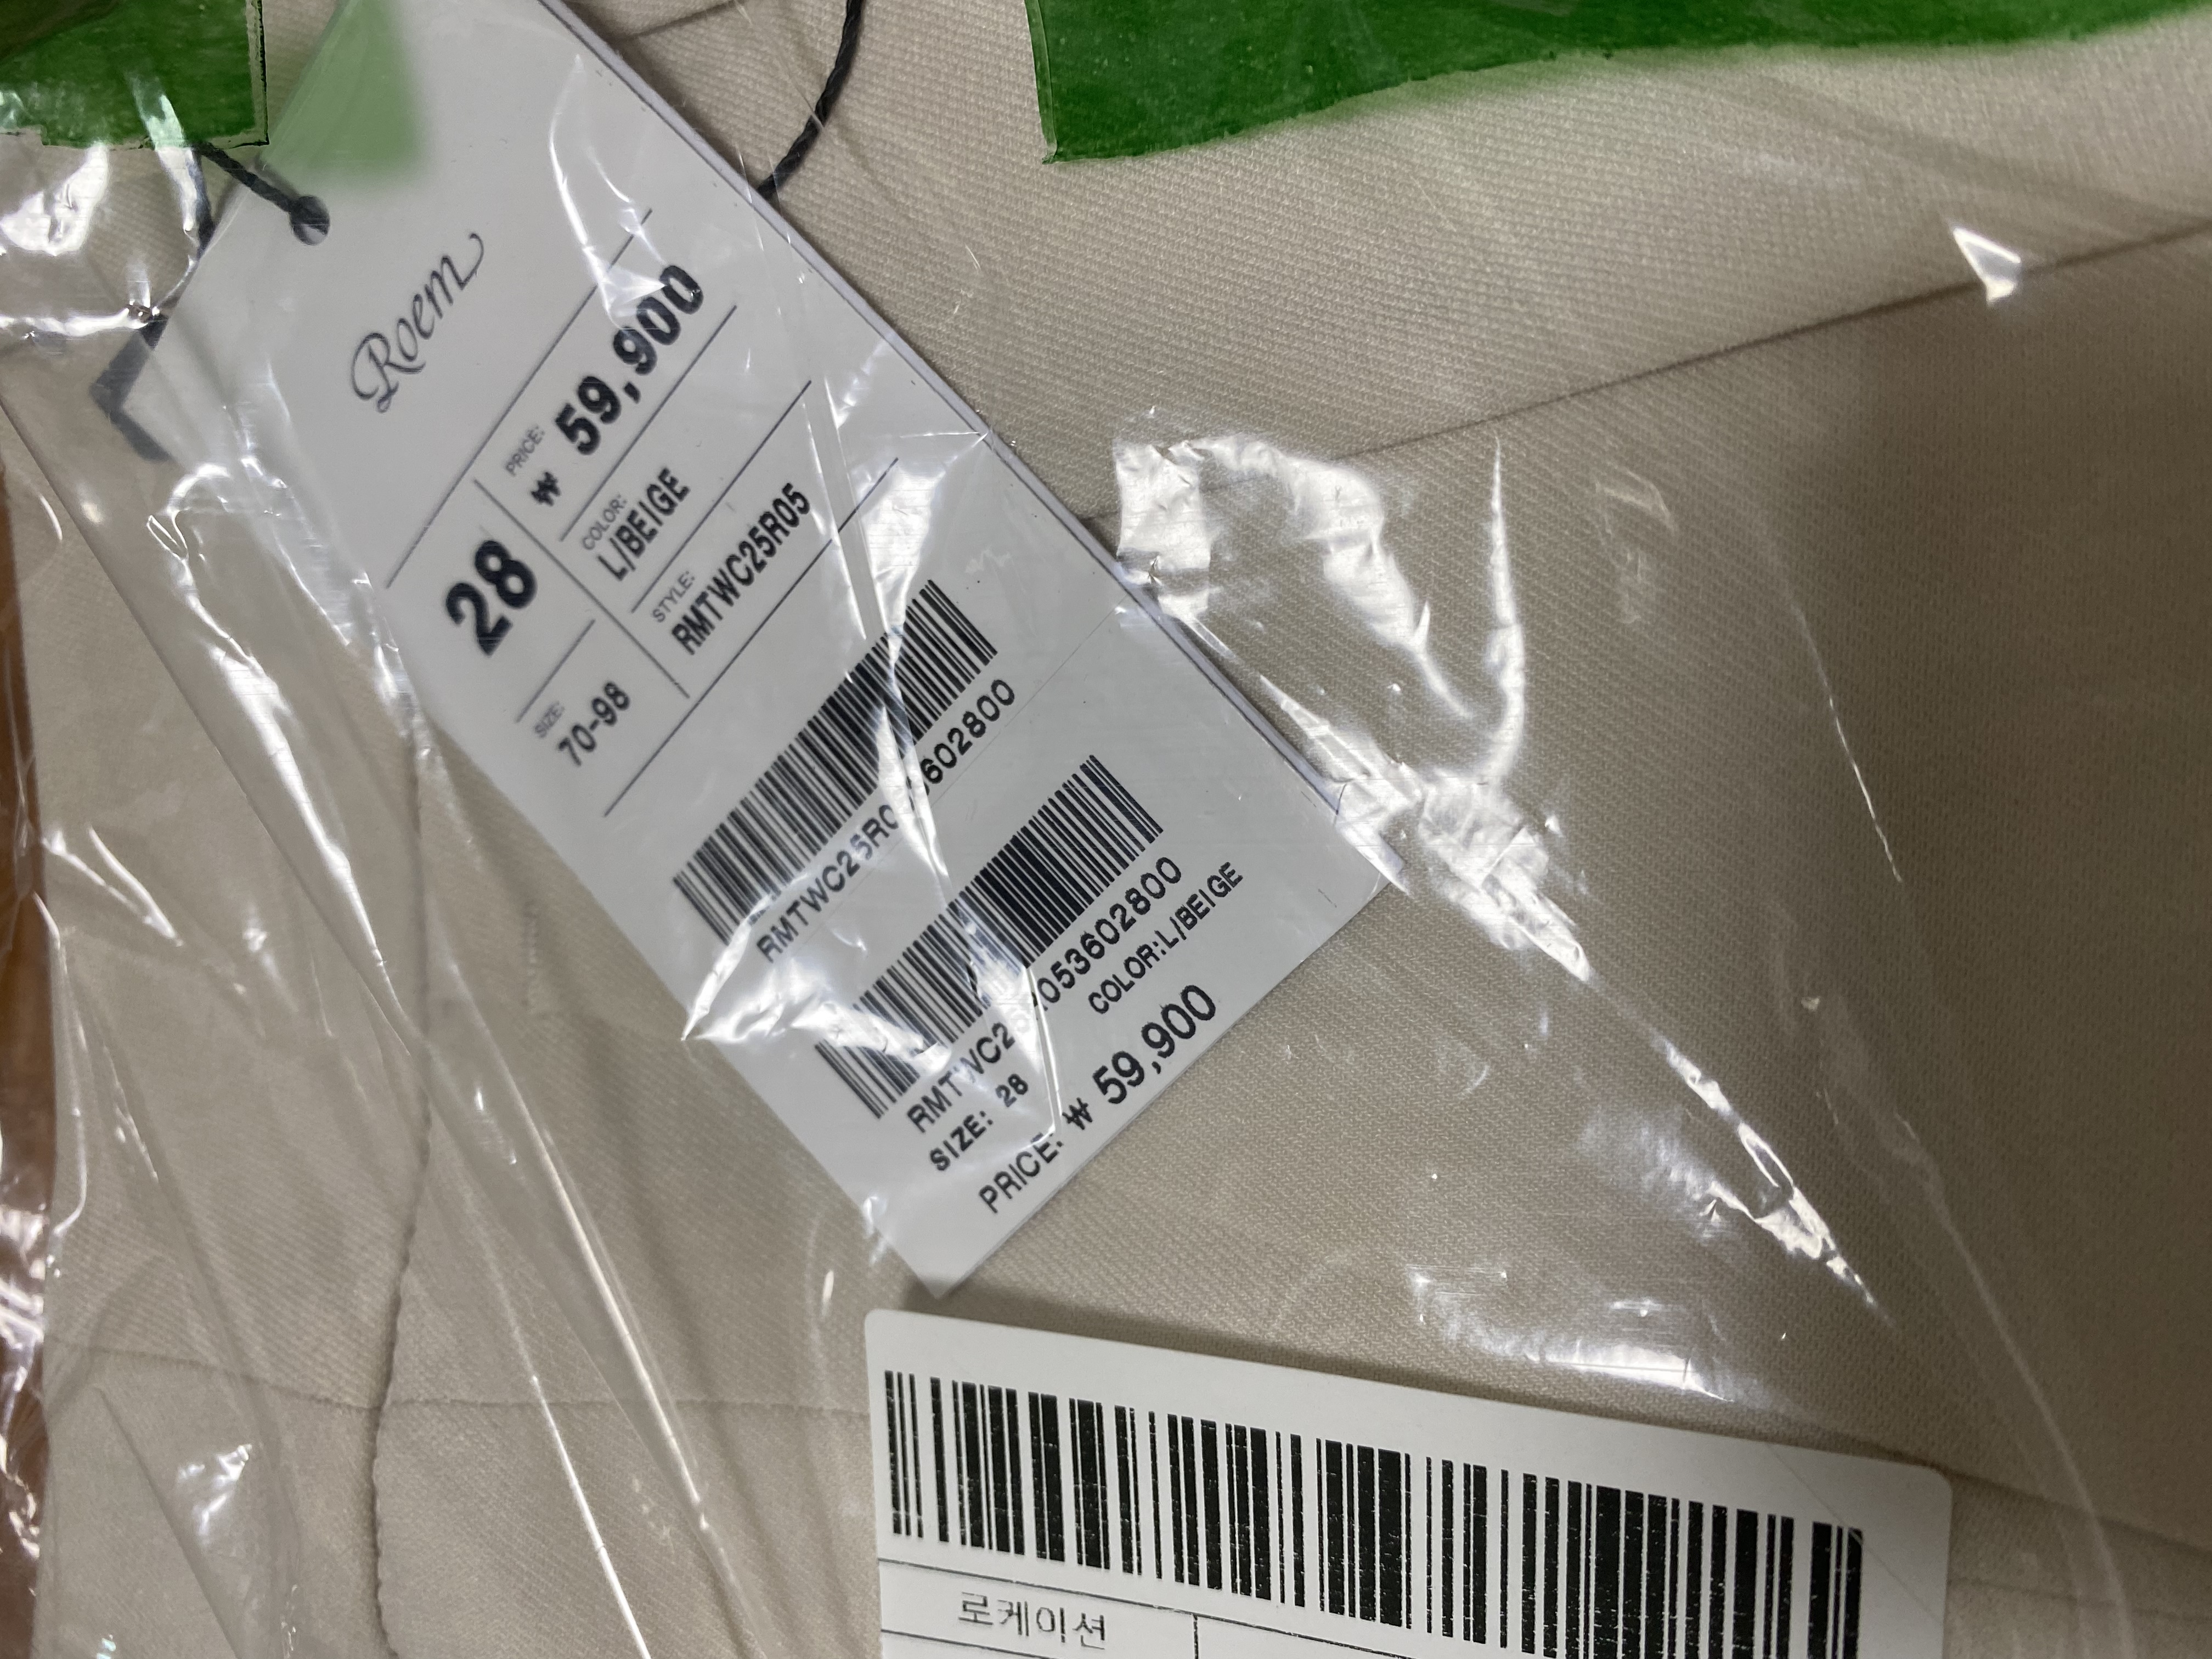 Roem
28
PRICE:
₩ 59,900
COLOR:
L/BEIGE
STYLE:
RMTWC25R05
SIZE:
70-98
COLOR:L/BEIGE
SIZE: 28
PRICE: ₩ 59,900
로케이션